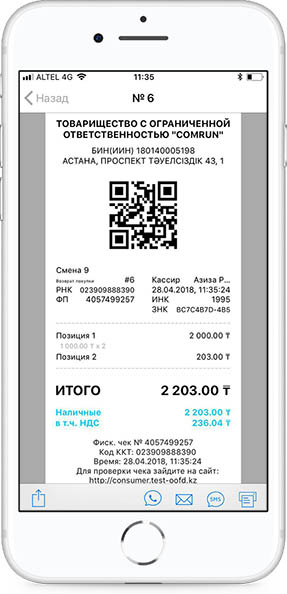 ALTEL 4G 11:35
Назад № 6
ТОВАРИЩЕСТВО С ОГРАНИЧЕННОЙ
ОТВЕТСТВЕННОСТЬЮ "COMRUN"
БИН(ИИН) 180140005198
АСТАНА, ПРОСПЕКТ ТӘУЕЛСІЗДІК 43, 1
Смена 9
Возврат покупки #6 Кассир Азиза Р...
РНК 023909888390 28.04.2018, 11:35:24
ФП 4057499257 ИНК 1995
ЗНК BC7C4B7D-4B5
Позиция 1 2 000.00 ₸
1 000.00 ₸ x 2
Позиция 2 203.00 ₸
ИТОГО 2 203.00 ₸
Наличные 2 203.00 ₸
в т.ч. НДС 236.04 ₸
Фиск. чек № 4057499257
Код ККТ: 023909888390
Время: 28.04.2018, 11:35:24
Для проверки чека зайдите на сайт:
http://consumer.test-oofd.kz
SMS